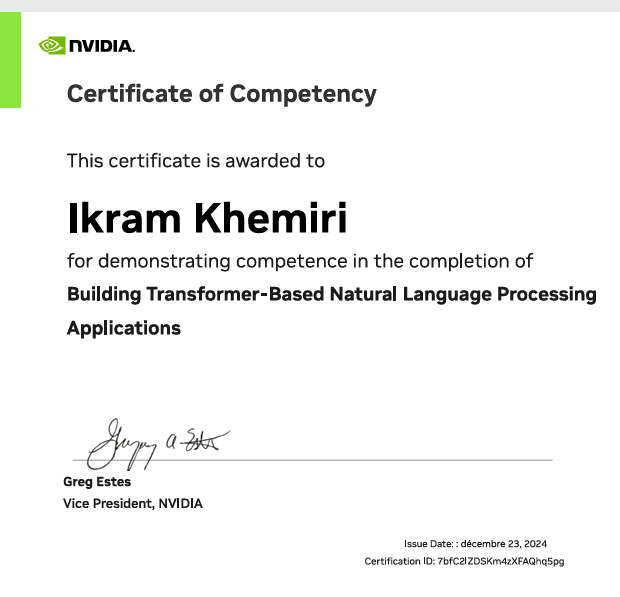 NVIDIA.
Certificate of Competency
This certificate is awarded to
Ikram Khemiri
for demonstrating competence in the completion of
Building Transformer-Based Natural Language Processing
Applications
Greg Estes
Vice President, NVIDIA
Issue Date: : décembre 23, 2024
Certification ID: 7bfC2lZDSKm4zXFAQhq5pg